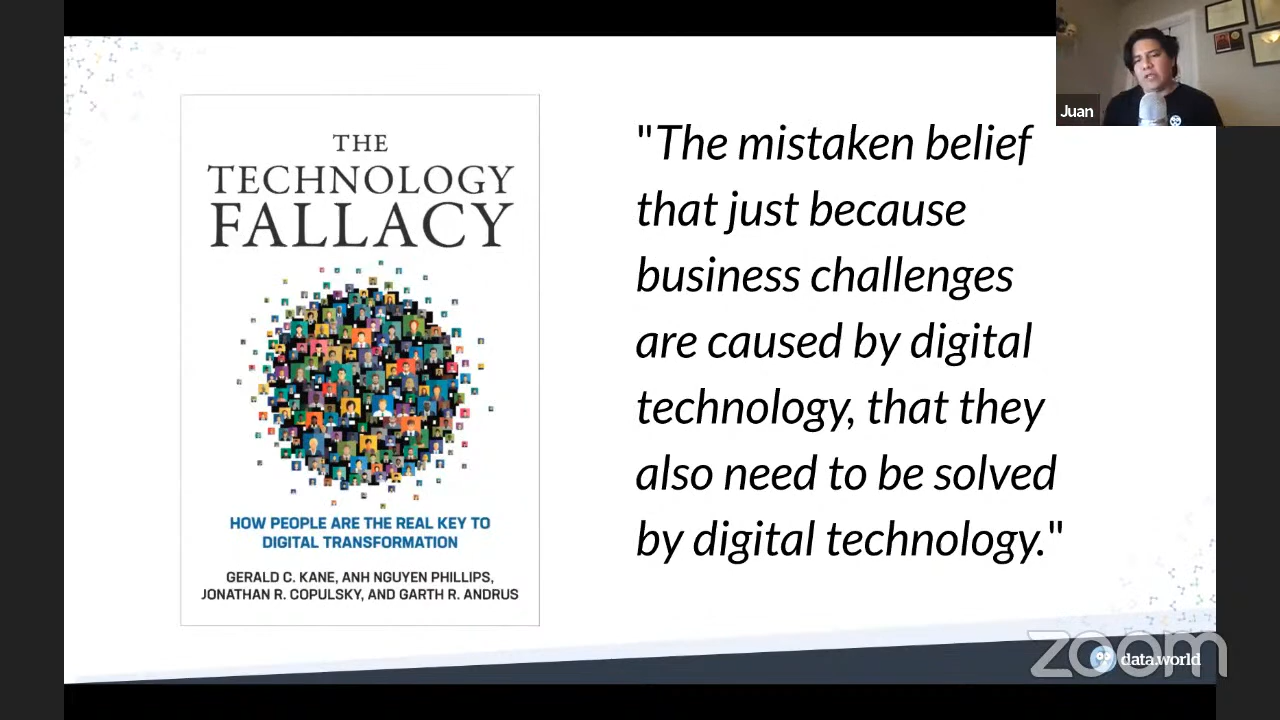 THE
TECHNOLOGY
FALLACY
HOW PEOPLE ARE THE REAL KEY TO
DIGITAL TRANSFORMATION
GERALD C. KANE, ANH NGUYEN PHILLIPS,
JONATHAN R. COPULSKY, AND GARTH R. ANDRUS
"The mistaken belief
that just because
business challenges
are caused by digital
technology, that they
also need to be solved
by digital technology."
Juan
zoom
data.world